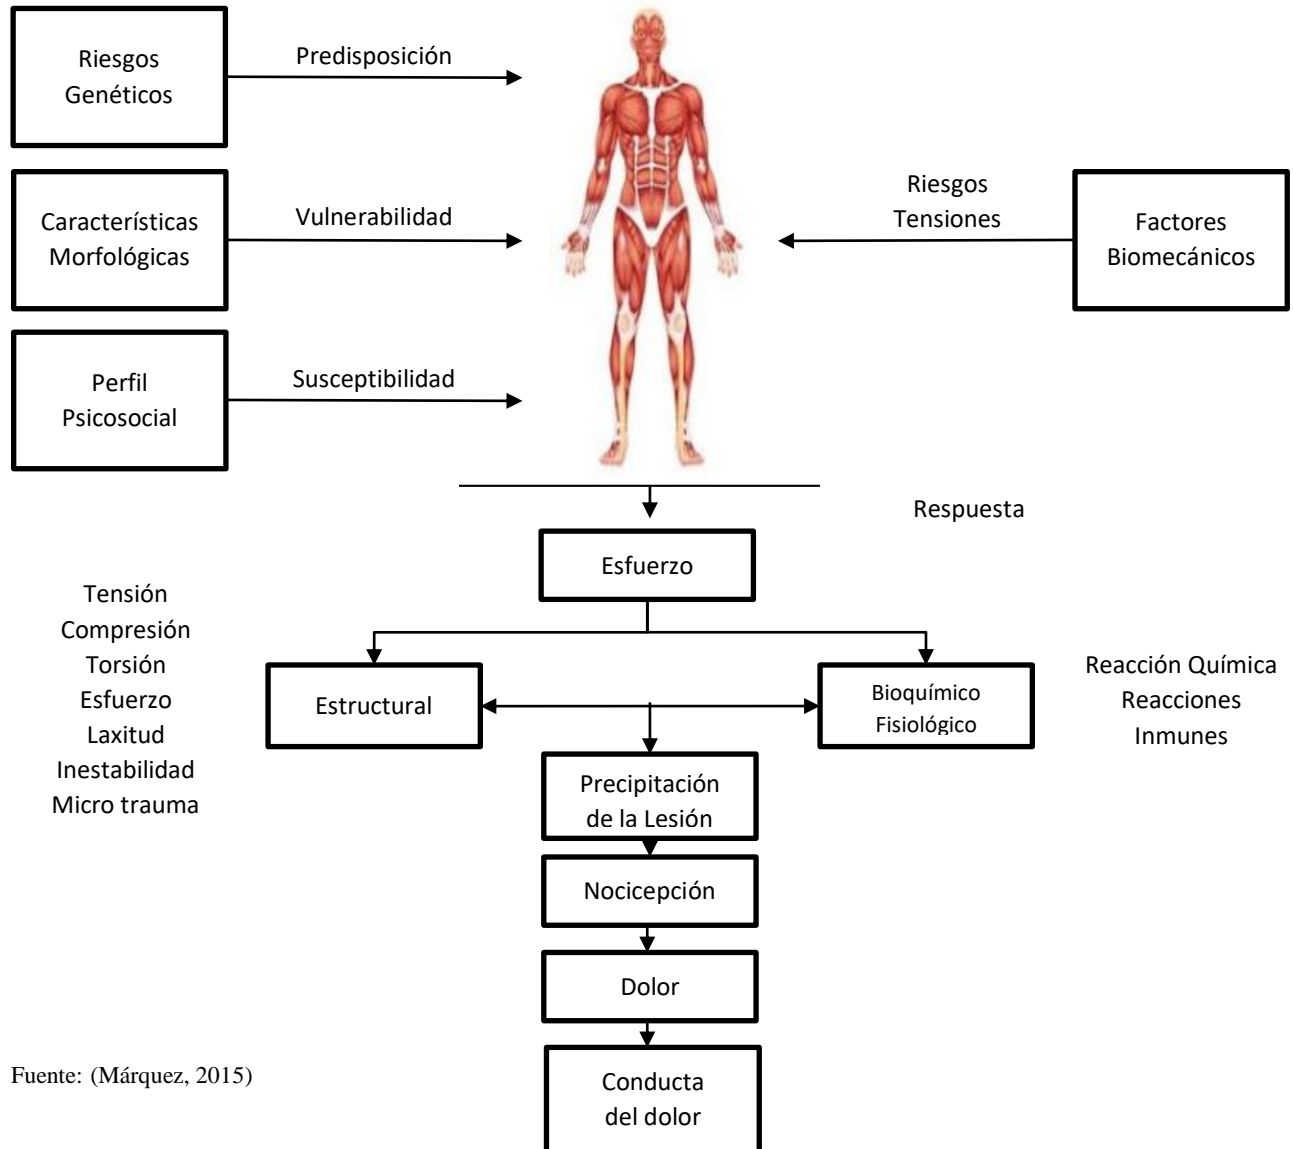 Riesgos
Genéticos
Predisposición
Características
Morfológicas
Vulnerabilidad
Riesgos
Tensiones
Factores
Biomecánicos
Perfil
Psicosocial
Susceptibilidad
Respuesta
Esfuerzo
Tensión
Compresión
Torsión
Esfuerzo
Laxitud
Inestabilidad
Micro trauma
Estructural
Bioquímico
Fisiológico
Reacción Química
Reacciones
Inmunes
Precipitación
de la Lesión
Nocicepción
Dolor
Conducta
del dolor
Fuente: (Márquez, 2015)